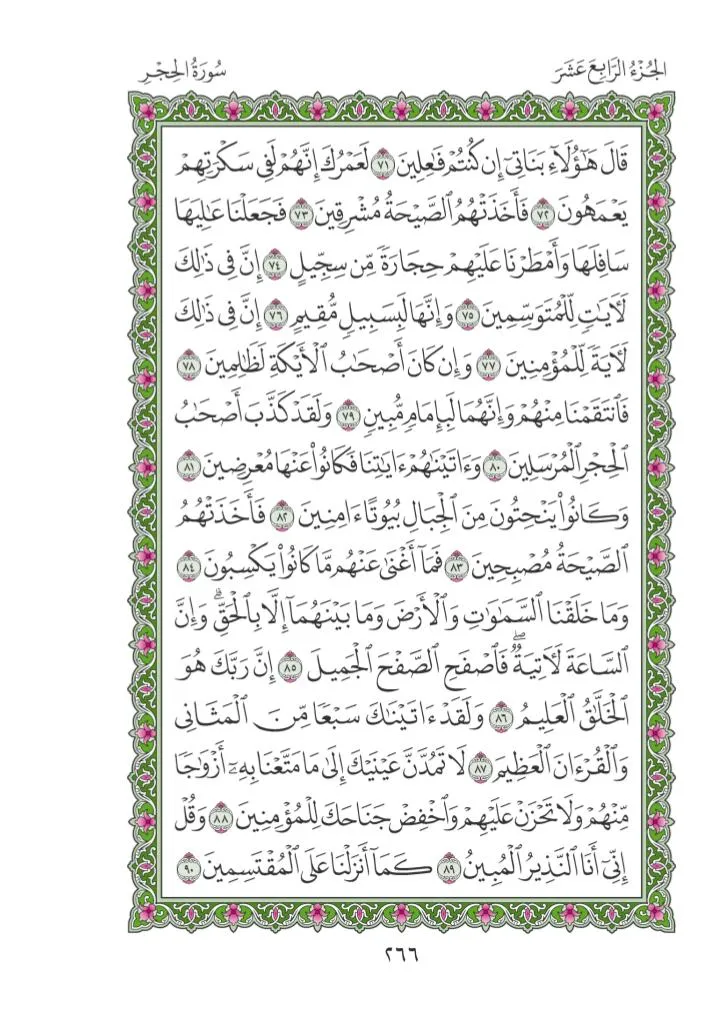 الجُزْءُ الرَّابِعَ عَشَرَ
سُورَةُ الحِجْرِ
قَالَ هَٰٓؤُلَآءِ بَنَاتِيٓ إِن كُنتُمْ فَٰعِلِينَ ٧١ لَعَمْرُكَ إِنَّهُمْ لَفِي سَكْرَتِهِمْ
يَعْمَهُونَ ٧٢ فَأَخَذَتْهُمُ ٱلصَّيْحَةُ مُشْرِقِينَ ٧٣ فَجَعَلْنَا عَٰلِيَهَا
سَافِلَهَا وَأَمْطَرْنَا عَلَيْهِمْ حِجَارَةً مِّن سِجِّيلٍ ٧٤ إِنَّ فِي ذَٰلِكَ
لَأٓيَٰتٍ لِّلْمُتَوَسِّمِينَ ٧٥ وَإِنَّهَا لَبِسَبِيلٍ مُّقِيمٍ ٧٦ إِنَّ فِي ذَٰلِكَ
لَأٓيَةً لِّلْمُؤْمِنِينَ ٧٧ وَإِن كَانَ أَصْحَٰبُ ٱلْأَيْكَةِ لَظَٰلِمِينَ ٧٨
فَٱنتَقَمْنَا مِنْهُمْ وَإِنَّهُمَا لَبِإِمَامٍ مُّبِينٍ ٧٩ وَلَقَدْ كَذَّبَ أَصْحَٰبُ
ٱلْحِجْرِ ٱلْمُرْسَلِينَ ٨٠ وَءَاتَيْنَٰهُمْ ءَايَٰتِنَا فَكَانُوا۟ عَنْهَا مُعْرِضِينَ ٨١
وَكَانُوا۟ يَنْحِتُونَ مِنَ ٱلْجِبَالِ بُيُوتًا ءَامِنِينَ ٨٢ فَأَخَذَتْهُمُ
ٱلصَّيْحَةُ مُصْبِحِينَ ٨٣ فَمَآ أَغْنَىٰ عَنْهُم مَّا كَانُوا۟ يَكْسِبُونَ ٨٤
وَمَا خَلَقْنَا ٱلسَّمَٰوَٰتِ وَٱلْأَرْضَ وَمَا بَيْنَهُمَآ إِلَّا بِٱلْحَقِّۗ وَإِنَّ
ٱلسَّاعَةَ لَأٓتِيَةٌۖ فَٱصْفَحِ ٱلصَّفْحَ ٱلْجَمِيلَ ٨٥ إِنَّ رَبَّكَ هُوَ
ٱلْخَلَّٰقُ ٱلْعَلِيمُ ٨٦ وَلَقَدْ ءَاتَيْنَٰكَ سَبْعًا مِّنَ ٱلْمَثَانِي
وَٱلْقُرْءَانَ ٱلْعَظِيمَ ٨٧ لَا تَمُدَّنَّ عَيْنَيْكَ إِلَىٰ مَا مَتَّعْنَا بِهِۦٓ أَزْوَٰجًا
مِّنْهُمْ وَلَا تَحْزَنْ عَلَيْهِمْ وَٱخْفِضْ جَنَاحَكَ لِلْمُؤْمِنِينَ ٨٨ وَقُلْ
إِنِّيٓ أَنَا ٱلنَّذِيرُ ٱلْمُبِينُ ٨٩ كَمَآ أَنزَلْنَا عَلَى ٱلْمُقْتَسِمِينَ ٩٠
٢٦٦